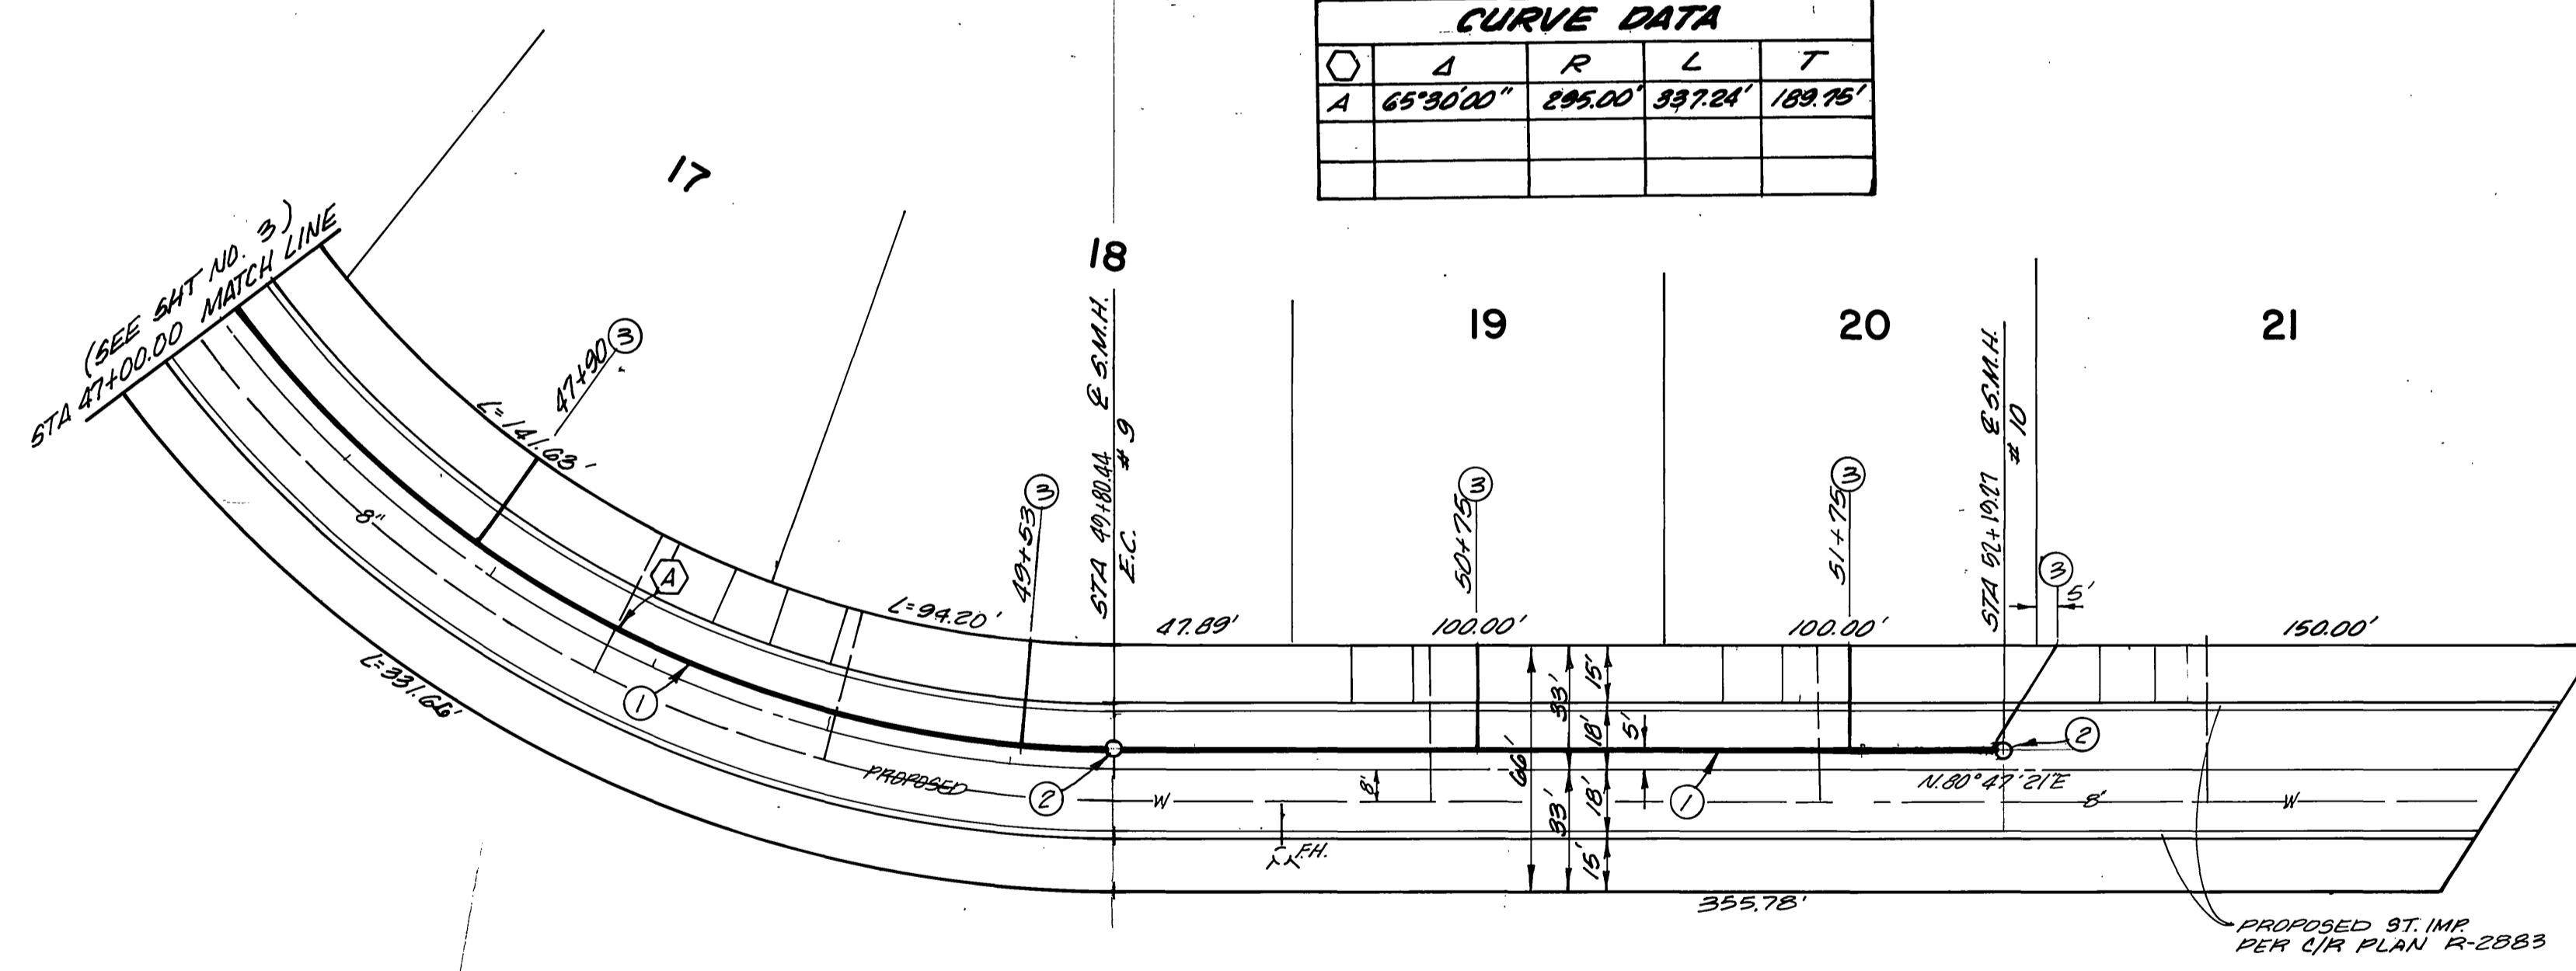 CURVE DATA
Δ R L T
A 65°30'00" 295.00' 337.24' 189.75'
17
18
19
20
21
(SEE SHT NO. 3)
STA 47+00.00 MATCH LINE
47+90 3
L=141.63'
8"
A
L=94.20'
49+53 3
STA 49+80.44 ℄ S.M.H.
E.C. #9
L=331.66'
1
47.89'
50+75 3
100.00'
51+75 3
100.00'
STA 52+19.27 ℄ S.M.H.
#10
3
5'
150.00'
15'
33'
18'
5'
66'
33'
18'
15'
2
PROPOSED
2
W
8'
1
N.80°47'21"E
8"
W
F.H.
355.78'
PROPOSED ST. IMP.
PER C/R PLAN R-2883